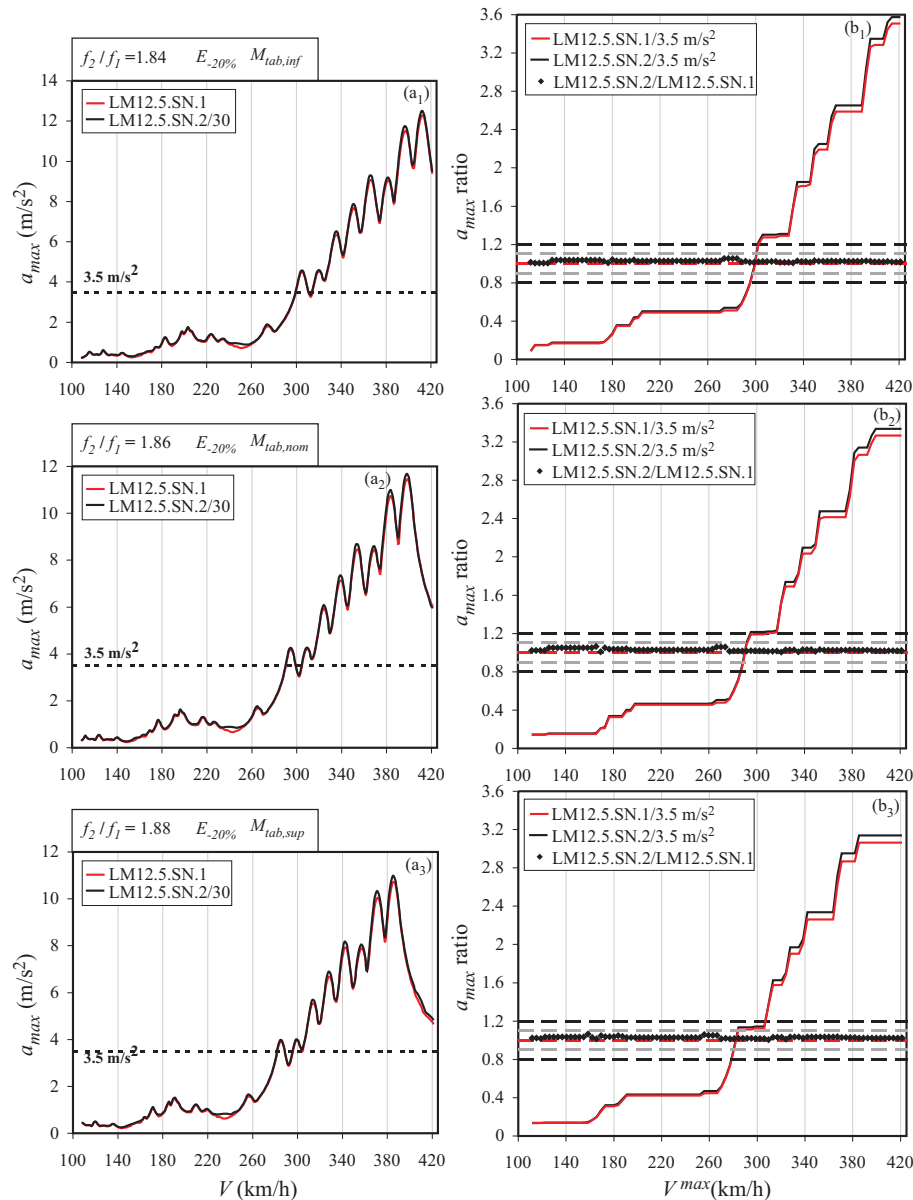 f2 / f1 =1.84 E-20% Mtab,inf
(a1)
LM12.5.SN.1
LM12.5.SN.2/30
3.5 m/s2
amax (m/s2)
14
12
10
8
6
4
2
0
100 140 180 220 260 300 340 380 420
(b1)
LM12.5.SN.1/3.5 m/s2
LM12.5.SN.2/3.5 m/s2
LM12.5.SN.2/LM12.5.SN.1
amax ratio
3.6
3.2
2.8
2.4
2
1.6
1.2
0.8
0.4
0
100 140 180 220 260 300 340 380 420
f2 / f1 = 1.86 E-20% Mtab,nom
(a2)
LM12.5.SN.1
LM12.5.SN.2/30
3.5 m/s2
amax (m/s2)
12
10
8
6
4
2
0
100 140 180 220 260 300 340 380 420
(b2)
LM12.5.SN.1/3.5 m/s2
LM12.5.SN.2/3.5 m/s2
LM12.5.SN.2/LM12.5.SN.1
amax ratio
3.6
3.2
2.8
2.4
2
1.6
1.2
0.8
0.4
0
100 140 180 220 260 300 340 380 420
f2 / f1 = 1.88 E-20% Mtab,sup
(a3)
LM12.5.SN.1
LM12.5.SN.2/30
3.5 m/s2
amax (m/s2)
12
10
8
6
4
2
0
100 140 180 220 260 300 340 380 420
V (km/h)
(b3)
LM12.5.SN.1/3.5 m/s2
LM12.5.SN.2/3.5 m/s2
LM12.5.SN.2/LM12.5.SN.1
amax ratio
3.6
3.2
2.8
2.4
2
1.6
1.2
0.8
0.4
0
100 140 180 220 260 300 340 380 420
Vmax(km/h)